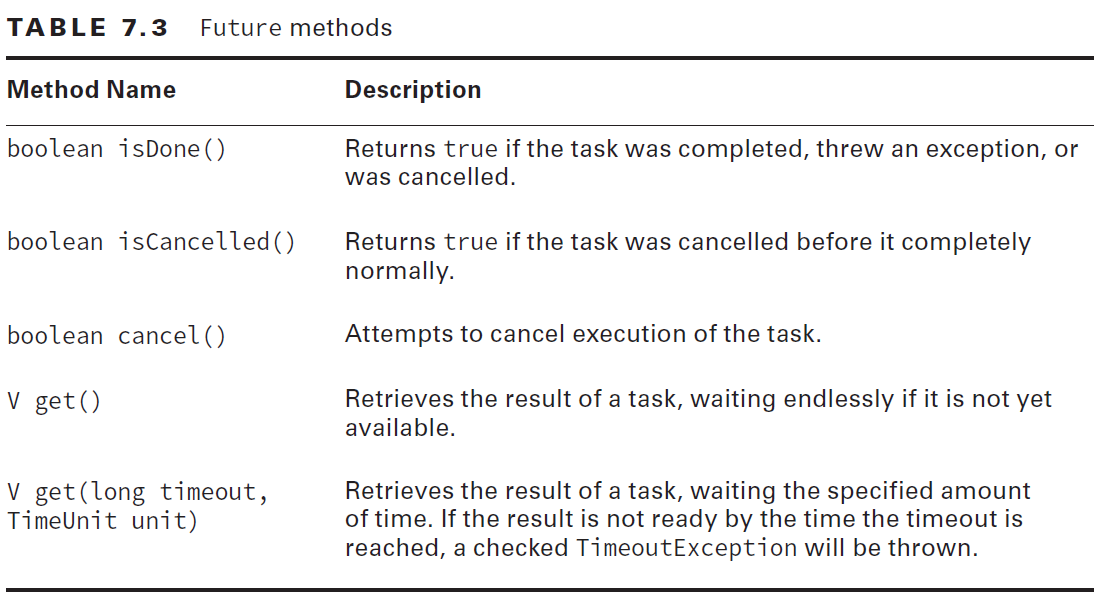 TABLE 7.3 Future methods
Method Name Description
boolean isDone() Returns true if the task was completed, threw an exception, or
was cancelled.
boolean isCancelled() Returns true if the task was cancelled before it completely
normally.
boolean cancel() Attempts to cancel execution of the task.
V get() Retrieves the result of a task, waiting endlessly if it is not yet
available.
V get(long timeout, Retrieves the result of a task, waiting the specified amount
TimeUnit unit) of time. If the result is not ready by the time the timeout is
reached, a checked TimeoutException will be thrown.